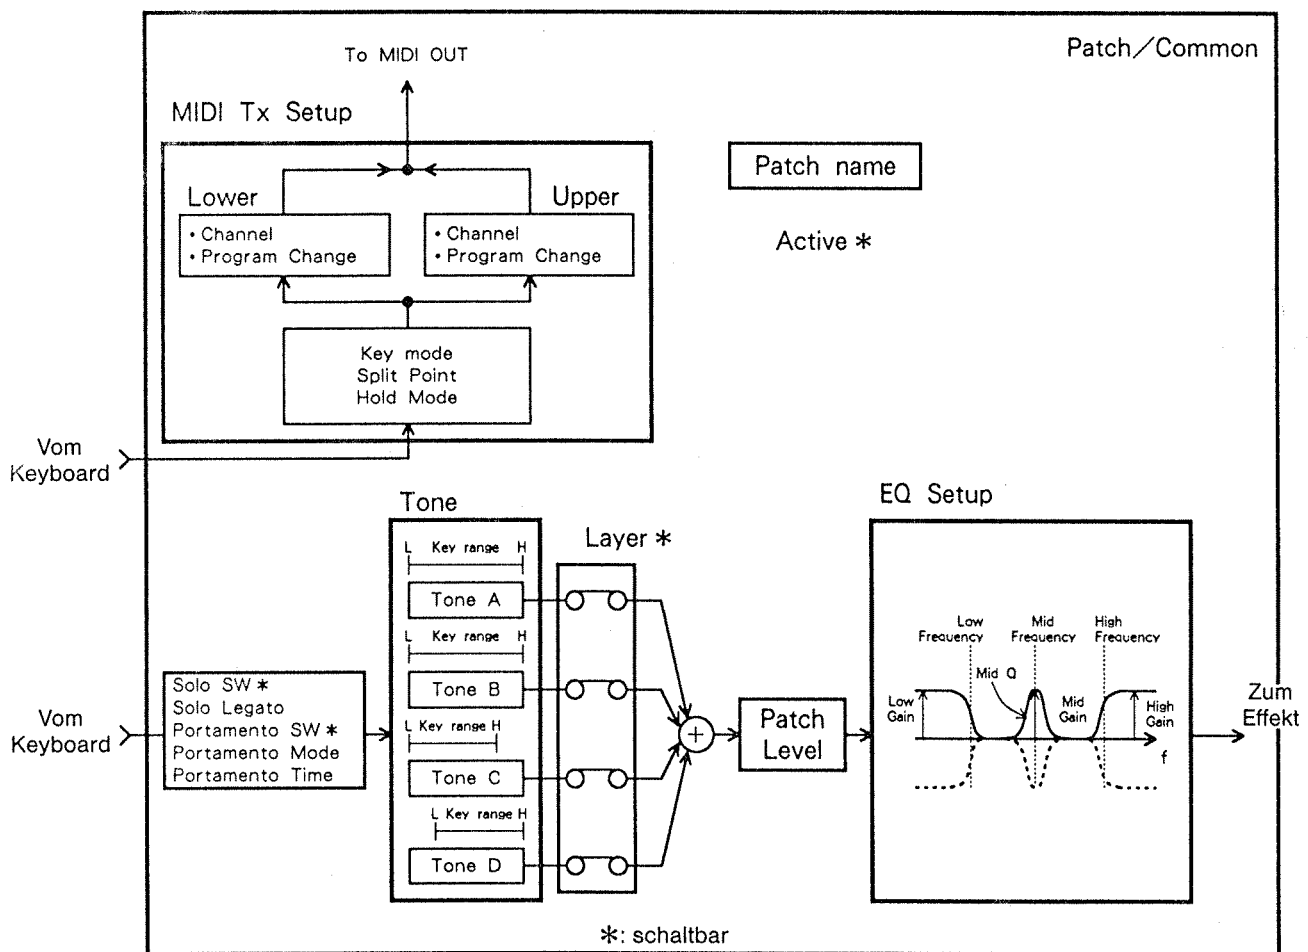 Patch/Common
To MIDI OUT
MIDI Tx Setup
Lower
• Channel
• Program Change
Upper
• Channel
• Program Change
Key mode
Split Point
Hold Mode
Patch name
Active *
Vom
Keyboard
Vom
Keyboard
Solo SW *
Solo Legato
Portamento SW *
Portamento Mode
Portamento Time
Tone
L Key range H
Tone A
L Key range H
Tone B
L Key range H
Tone C
L Key range H
Tone D
Layer *
+
Patch
Level
EQ Setup
Low
Frequency
Mid
Frequency
High
Frequency
Mid Q
Low
Gain
Mid
Gain
High
Gain
f
Zum
Effekt
*: schaltbar